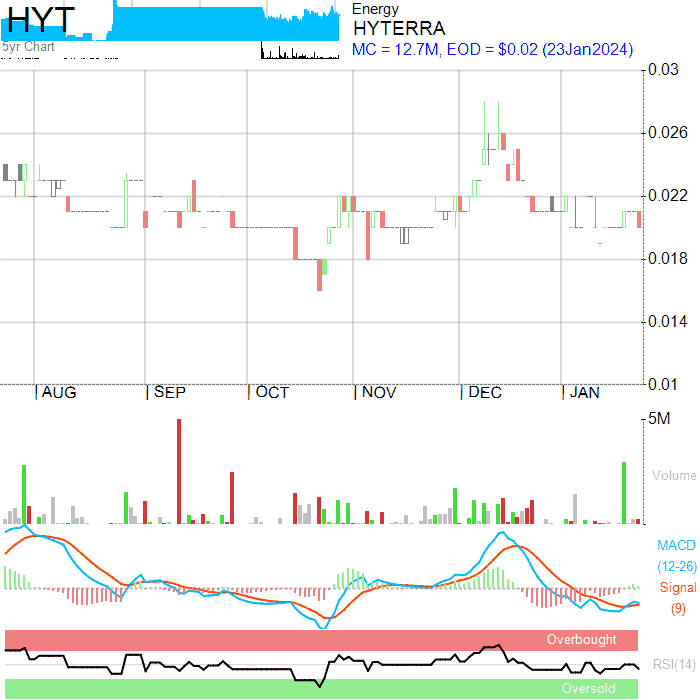 HYT
5yr Chart
Energy
HYTERRA
MC = 12.7M, EOD = $0.02 (23Jan2024)
0.03
0.026
0.022
0.018
0.014
0.01
AUG SEP OCT NOV DEC JAN
5M
Volume
MACD
(12-26)
Signal
(9)
Overbought
RSI(14)
Oversold